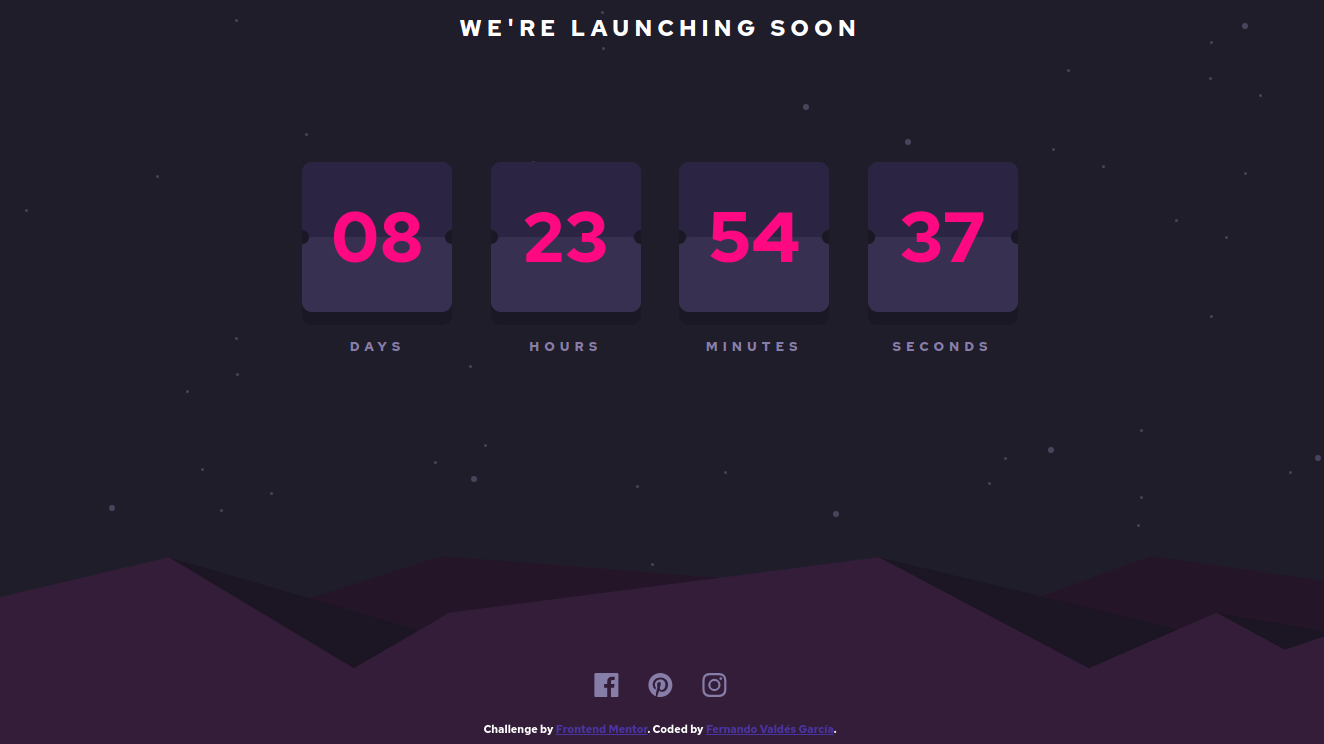 WE'RE LAUNCHING SOON
08 23 54 37
DAYS HOURS MINUTES SECONDS
Challenge by Frontend Mentor. Coded by Fernando Valdés García.